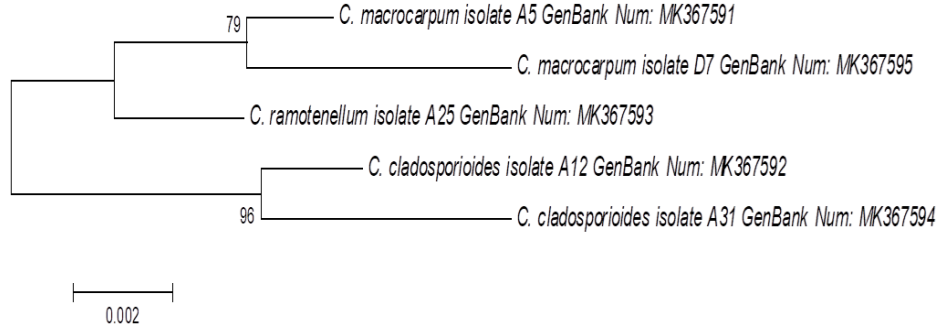 79
C. macrocarpum isolate A5 GenBank Num: MK367591
C. macrocarpum isolate D7 GenBank Num: MK367595
C. ramotenellum isolate A25 GenBank Num: MK367593
C. cladosporioides isolate A12 GenBank Num: MK367592
96
C. cladosporioides isolate A31 GenBank Num: MK367594
0.002